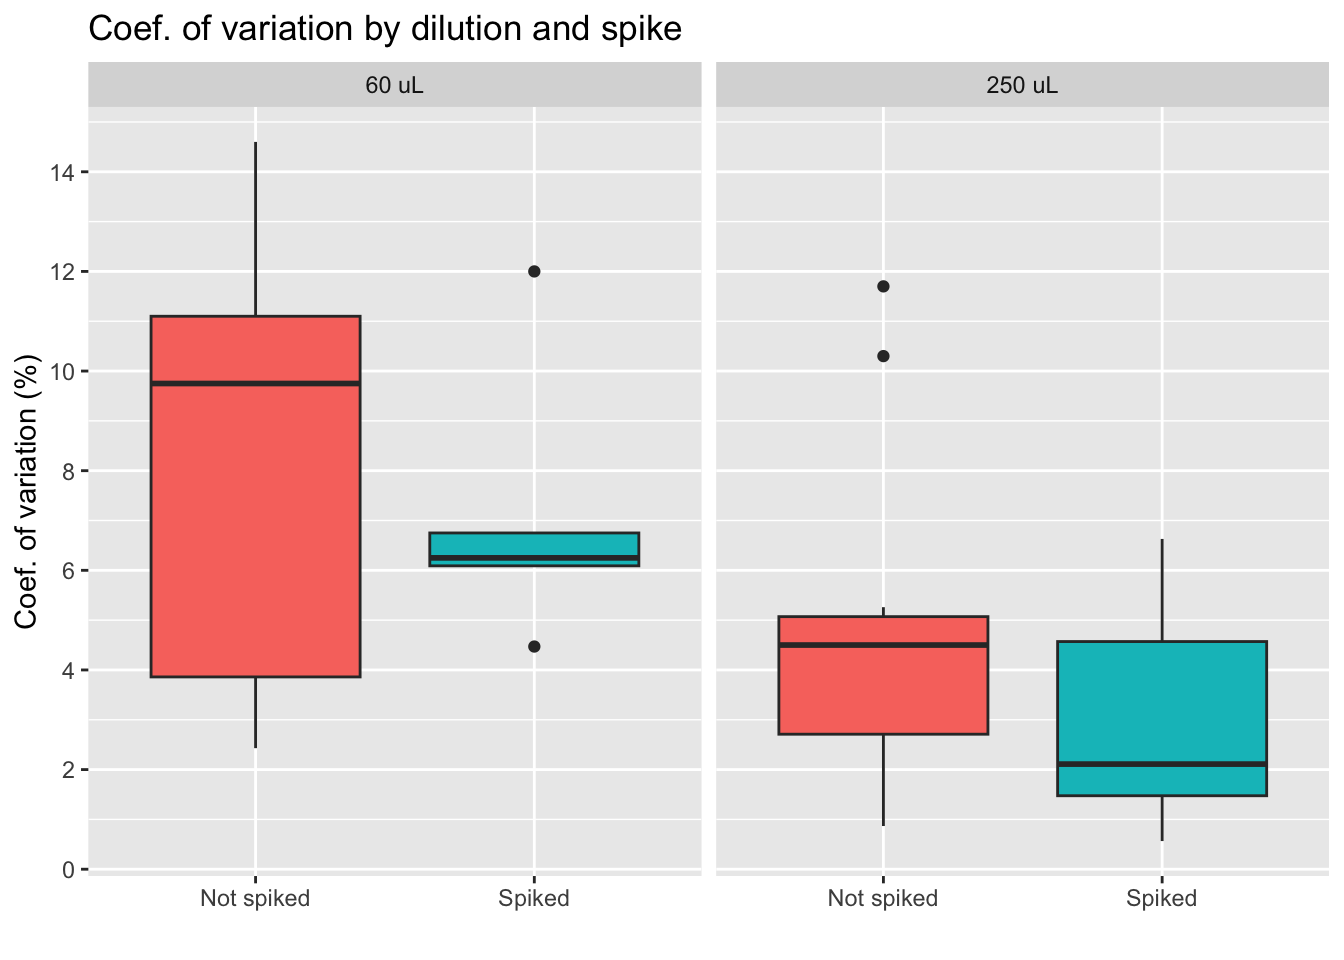 Coef. of variation by dilution and spike
60 uL
250 uL
Coef. of variation (%)
14
12
10
8
6
4
2
0
Not spiked
Spiked
Not spiked
Spiked